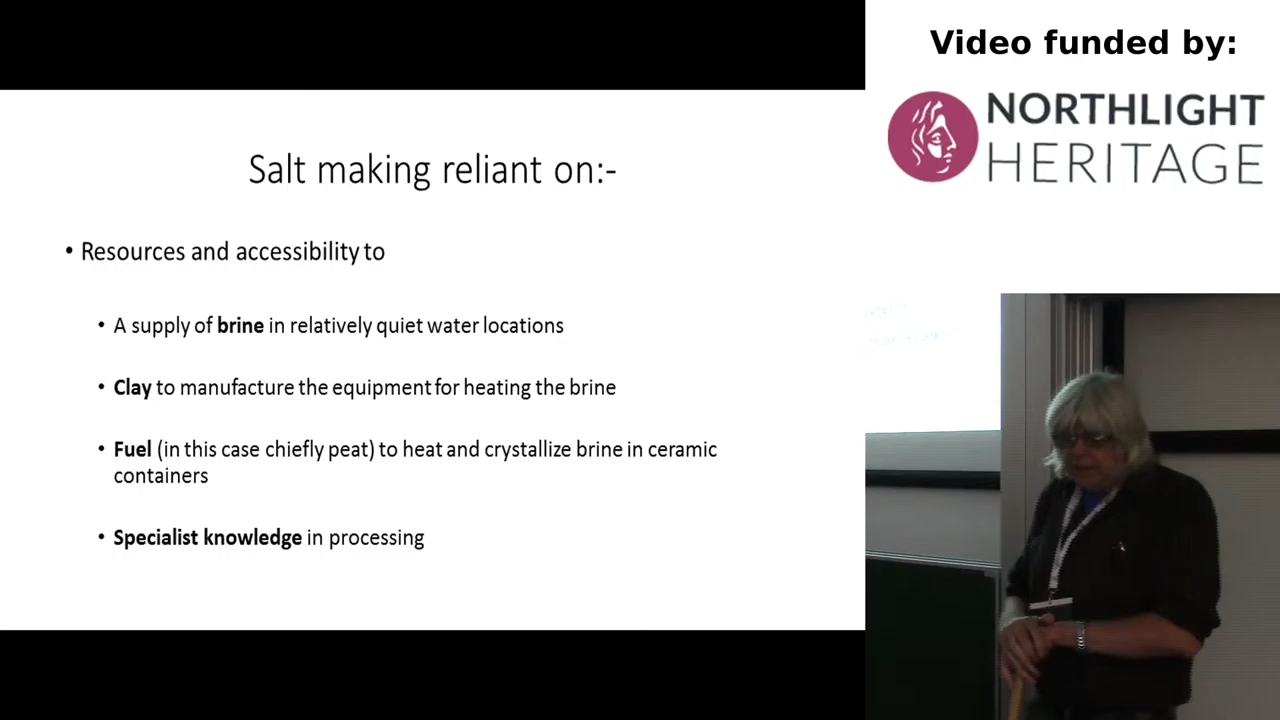 Video funded by:
NORTHLIGHT
HERITAGE
Salt making reliant on:-
• Resources and accessibility to
• A supply of brine in relatively quiet water locations
• Clay to manufacture the equipment for heating the brine
• Fuel (in this case chiefly peat) to heat and crystallize brine in ceramic
containers
• Specialist knowledge in processing